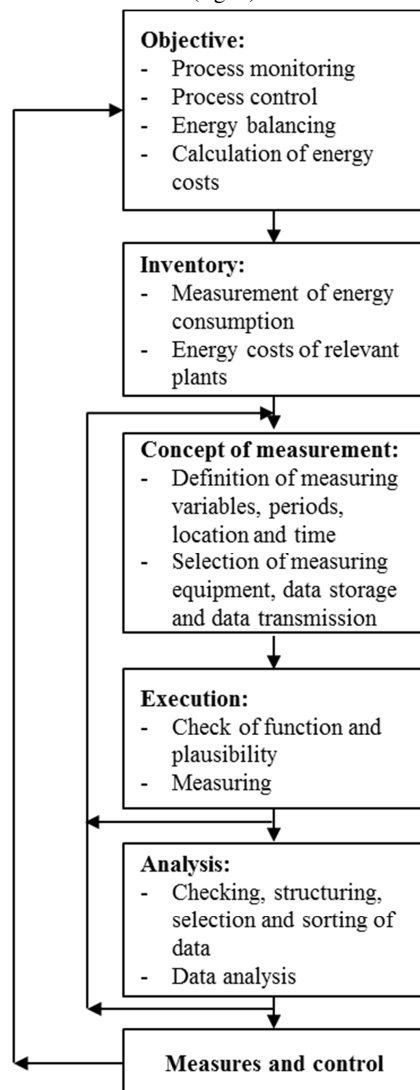 Objective:
- Process monitoring
- Process control
- Energy balancing
- Calculation of energy
costs
Inventory:
- Measurement of energy
consumption
- Energy costs of relevant
plants
Concept of measurement:
- Definition of measuring
variables, periods,
location and time
- Selection of measuring
equipment, data storage
and data transmission
Execution:
- Check of function and
plausibility
- Measuring
Analysis:
- Checking, structuring,
selection and sorting of
data
- Data analysis
Measures and control